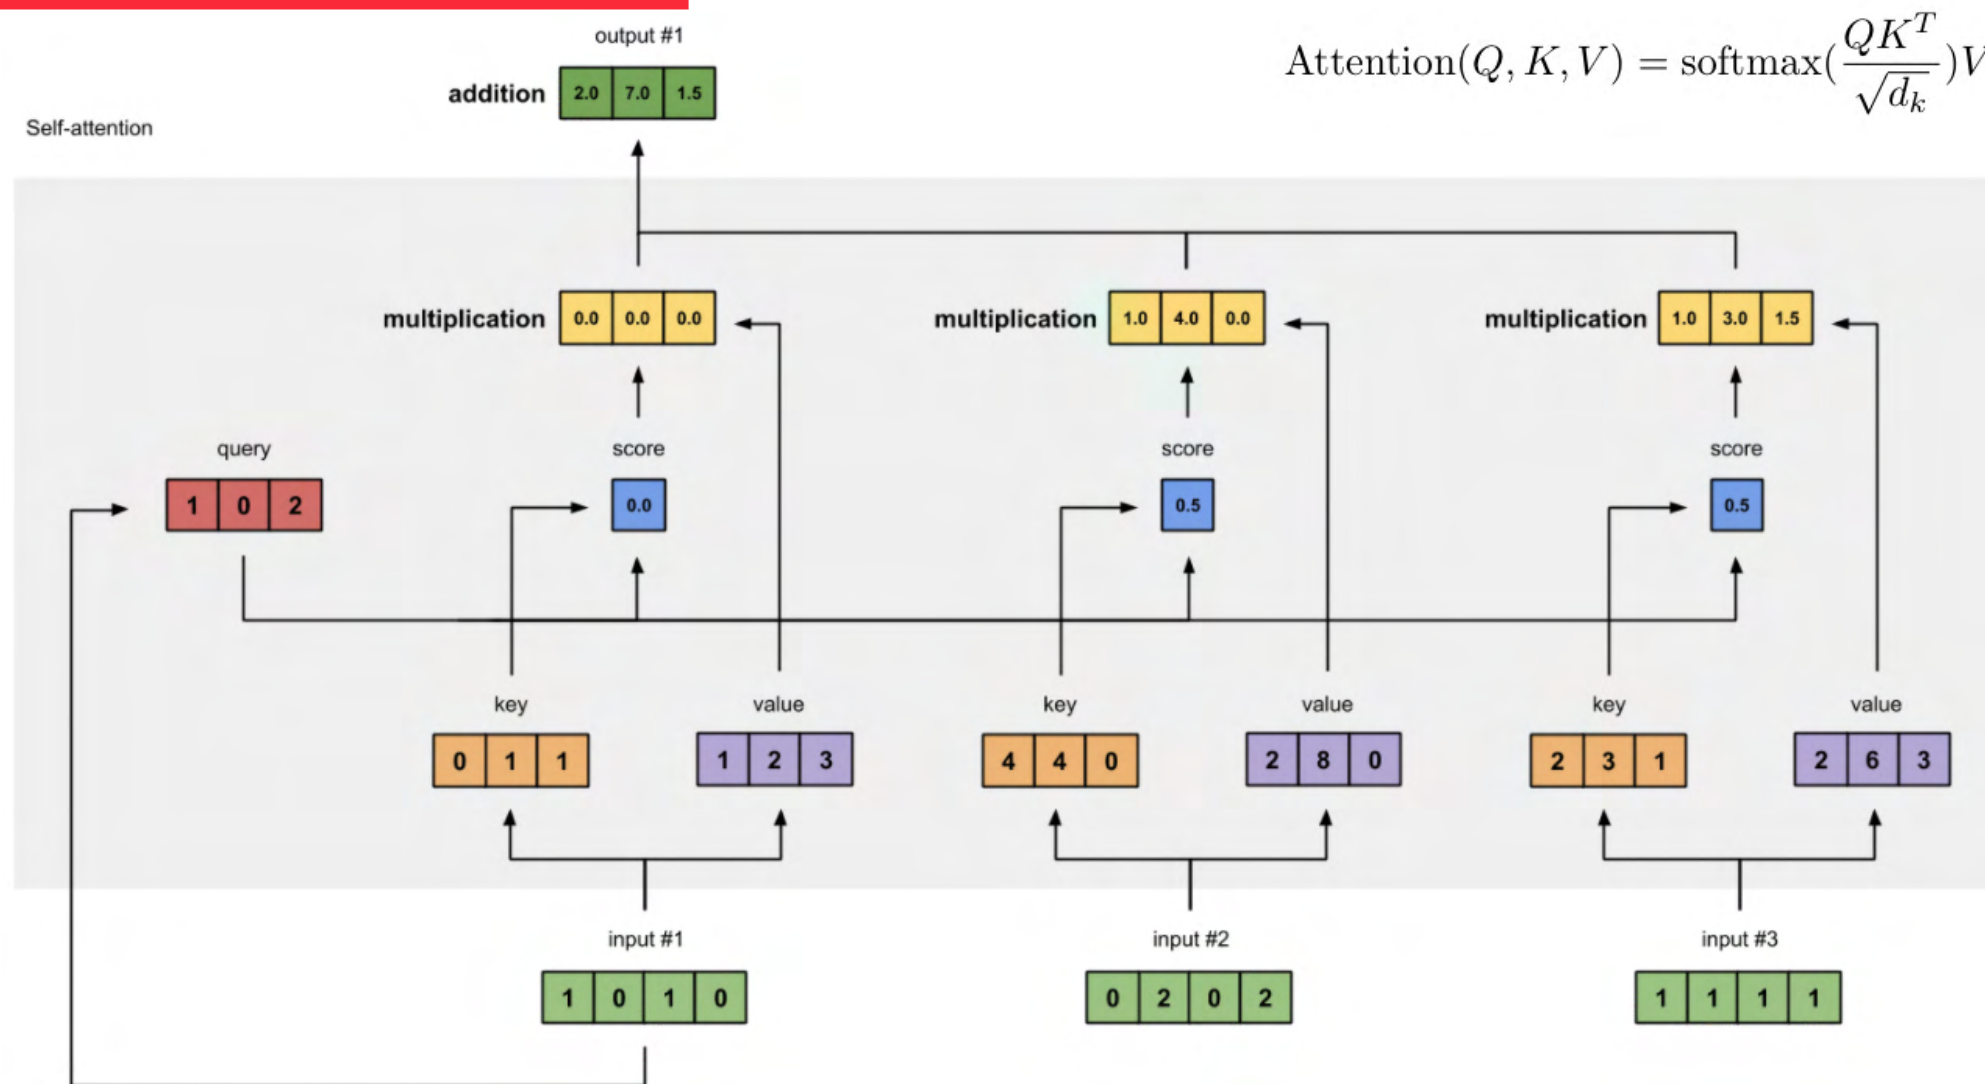 output #1
Attention(Q, K, V) = softmax(\frac{QK^T}{\sqrt{d_k}})V
addition 2.0 7.0 1.5
Self-attention
multiplication 0.0 0.0 0.0 multiplication 1.0 4.0 0.0 multiplication 1.0 3.0 1.5
query score score score
1 0 2 0.0 0.5 0.5
key value key value key value
0 1 1 1 2 3 4 4 0 2 8 0 2 3 1 2 6 3
input #1 input #2 input #3
1 0 1 0 0 2 0 2 1 1 1 1